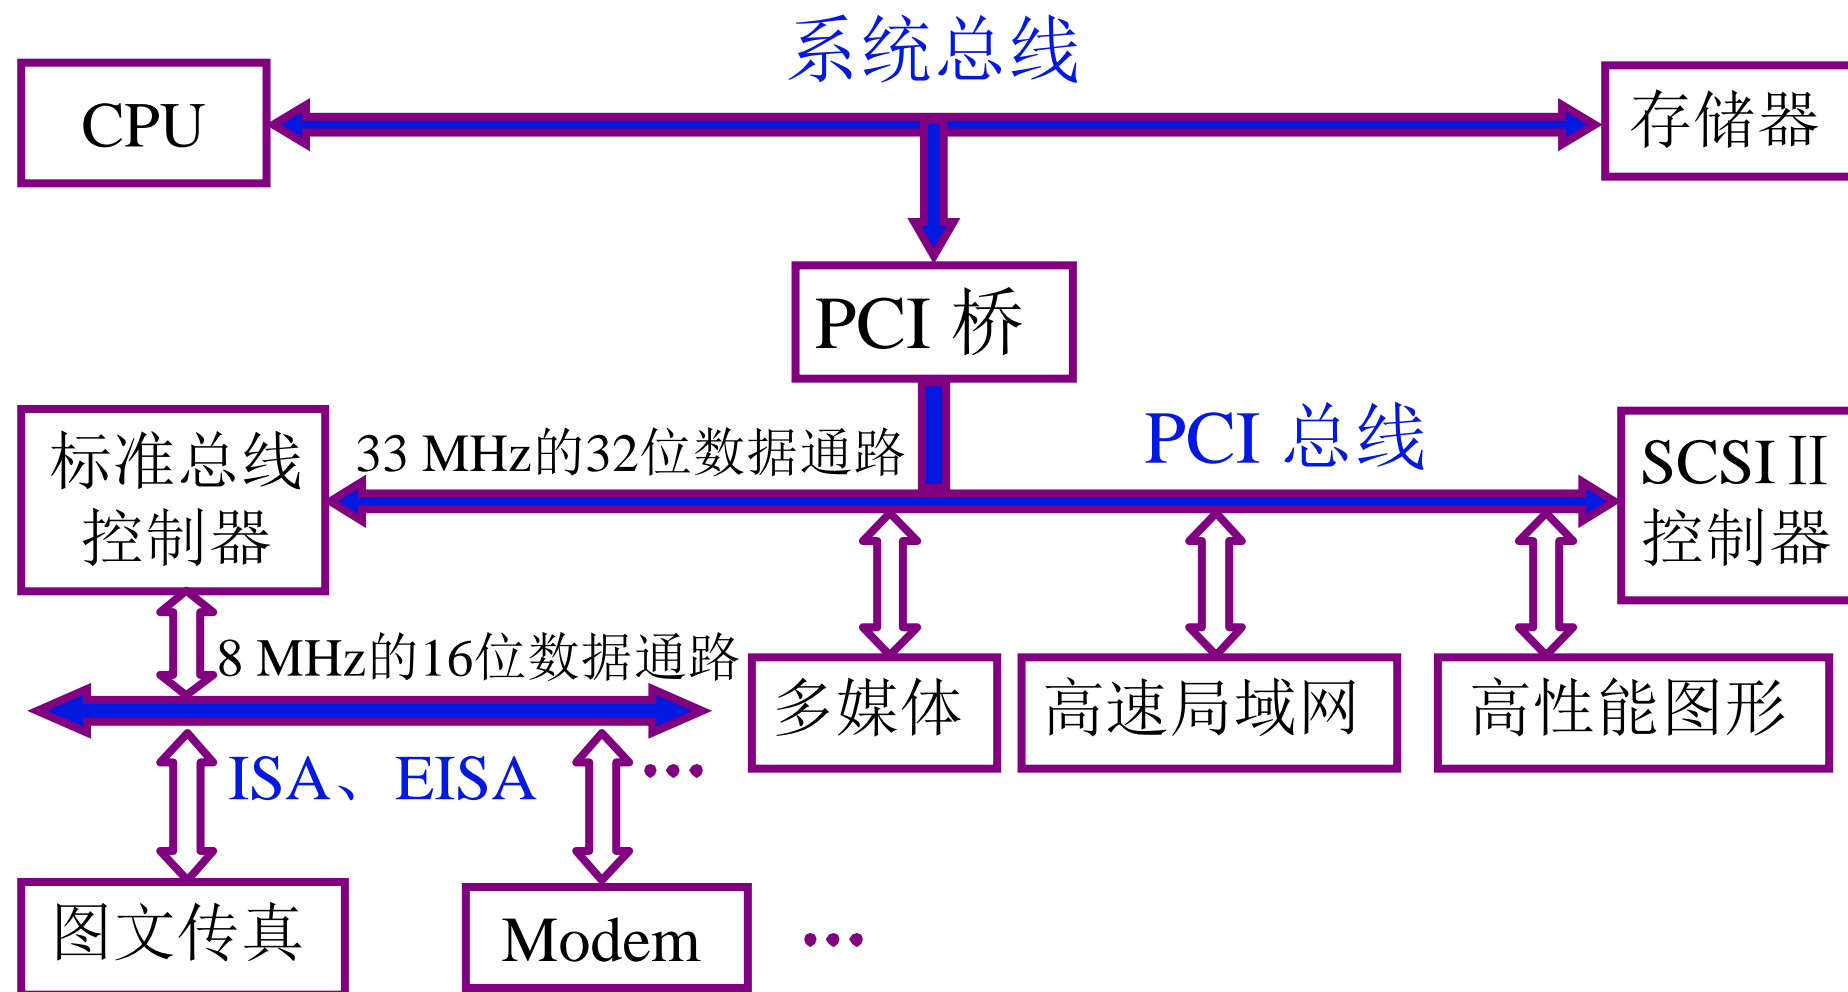 系统总线
CPU
存储器
PCI 桥
PCI 总线
33 MHz的32位数据通路
标准总线
控制器
SCSIⅡ
控制器
8 MHz的16位数据通路
多媒体
高速局域网
高性能图形
ISA、EISA
…
图文传真
Modem
…